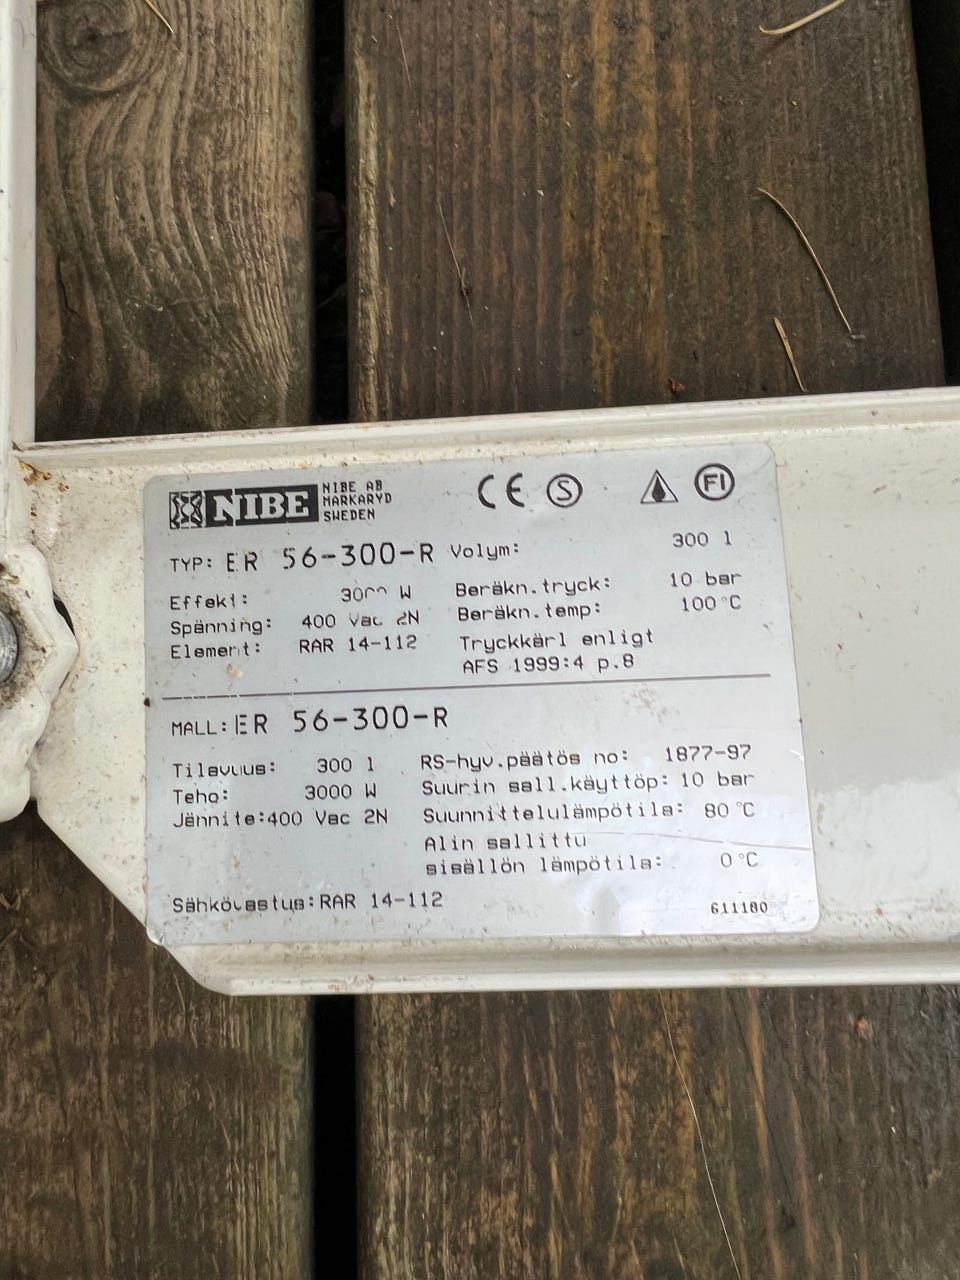 NIBE
NIBE AB
MARKARYD
SWEDEN
CE S FI
TYP: ER 56-300-R Volym: 300 l
Effekt: W Beräkn.tryck: 10 bar
Spänning: 400 Vac 2N Beräkn.temp: 100 °C
Element: RAR 14-112 Tryckkärl enligt
AFS 1999:4 p.8
MALL: ER 56-300-R
Tilavuus: 300 l RS-hyv.päätös no: 1877-97
Teho: 3000 W Suurin sall.käyttöp: 10 bar
Jännite: 400 Vac 2N Suunnittelulämpötila: 80 °C
Alin sallittu
sisällön lämpötila: 0 °C
Sähkövastus: RAR 14-112 611180